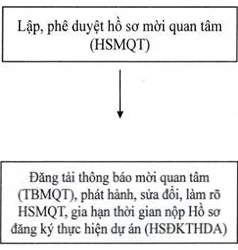 Lập, phê duyệt hồ sơ mời quan tâm
(HSMQT)
Đăng tải thông báo mời quan tâm
(TBMQT), phát hành, sửa đổi, làm rõ
HSMQT, gia hạn thời gian nộp Hồ sơ
đăng ký thực hiện dự án (HSĐKTHDA)